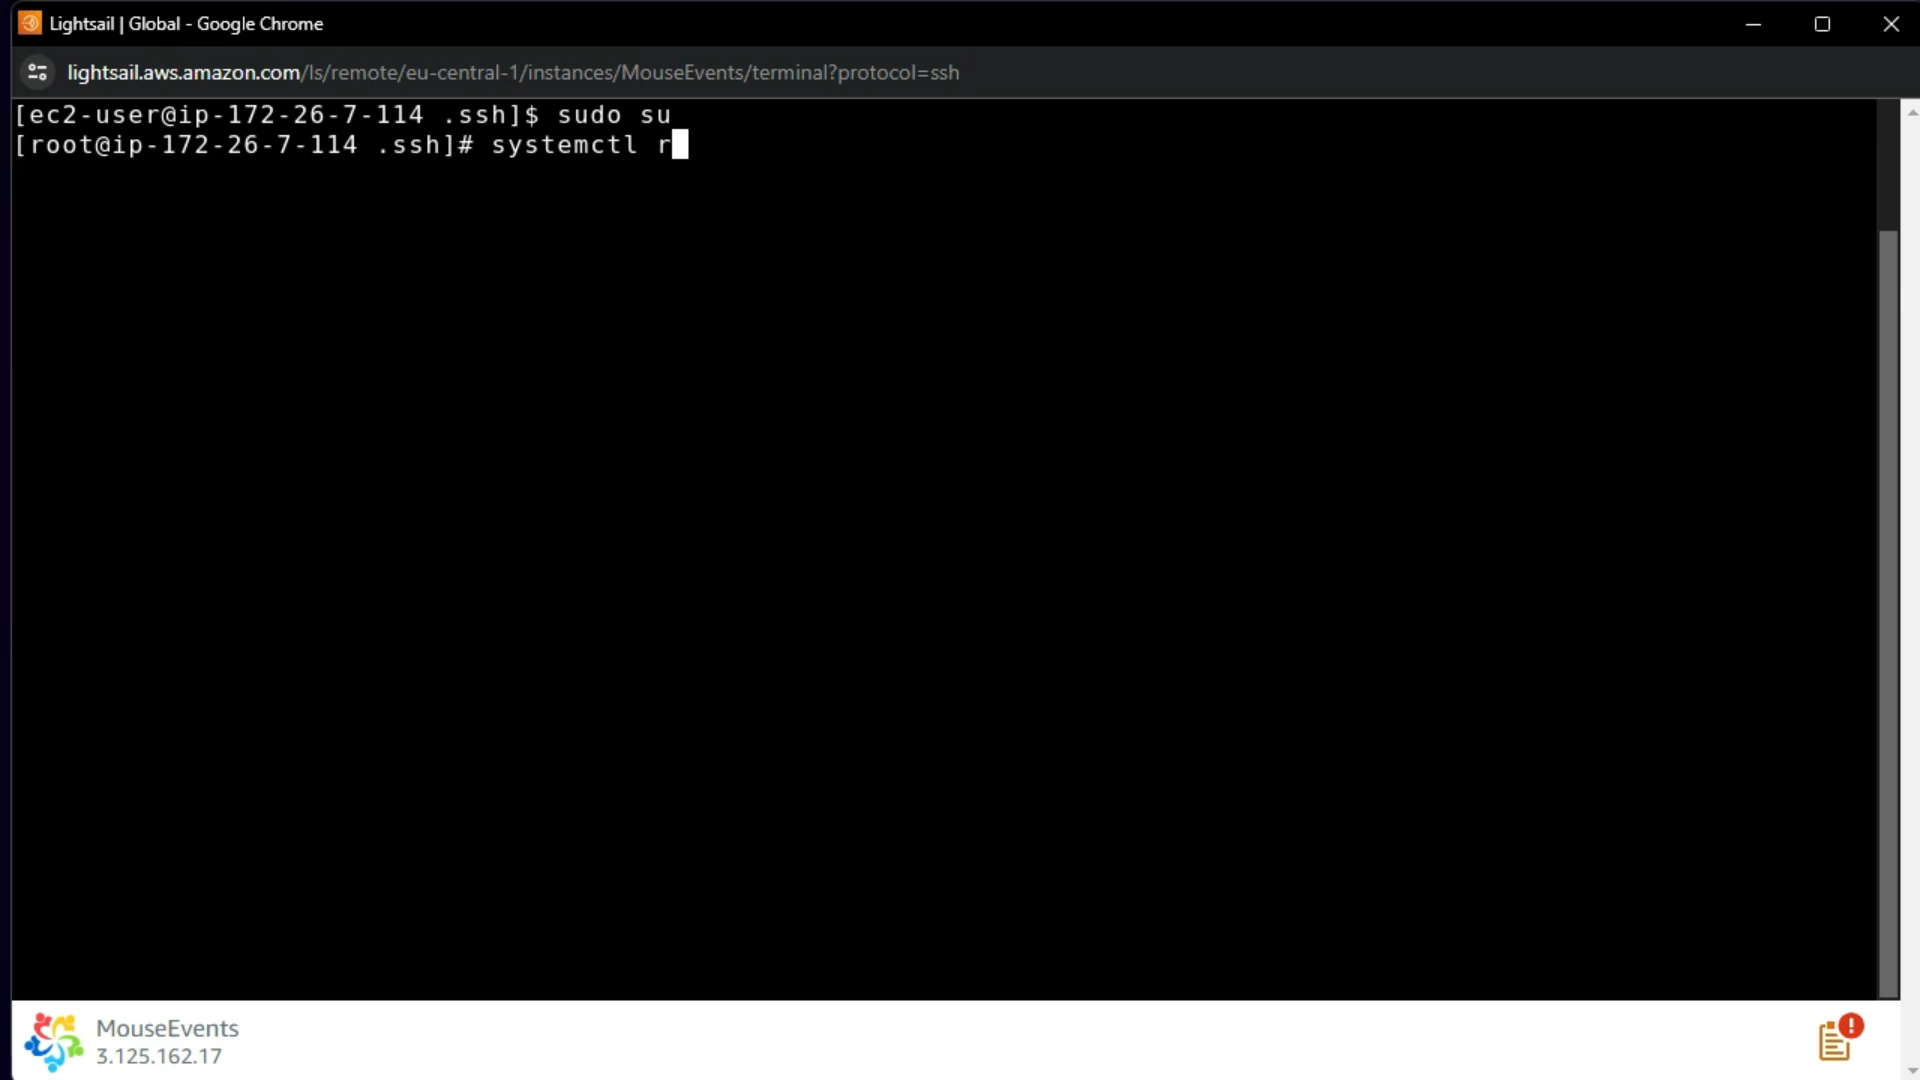 Lightsail | Global - Google Chrome
lightsail.aws.amazon.com/ls/remote/eu-central-1/instances/MouseEvents/terminal?protocol=ssh
[ec2-user@ip-172-26-7-114 .ssh]$ sudo su
[root@ip-172-26-7-114 .ssh]# systemctl r
MouseEvents
3.125.162.17